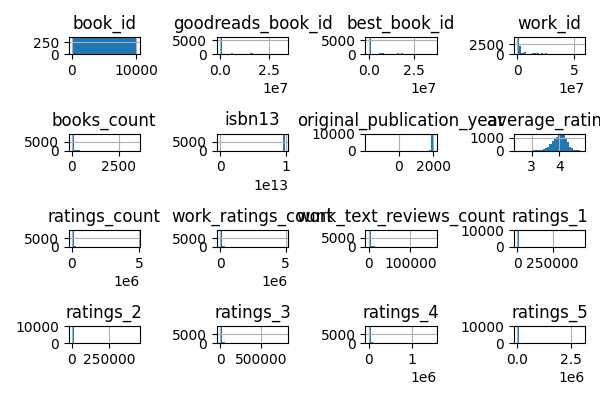 book_id
goodreads_book_id
best_book_id
work_id
250
0
0
10000
5000
0
0.0
2.5
1e7
5000
0
0.0
2.5
1e7
2500
0
0
5
1e7
books_count
isbn13
original_publication_year
average_rating
5000
0
0
2500
5000
0
0
1
1e13
10000
0
0
2000
1000
0
3
4
ratings_count
work_ratings_count
work_text_reviews_count
ratings_1
5000
0
0
5
1e6
5000
0
0
5
1e6
5000
0
0
100000
10000
0
0
250000
ratings_2
ratings_3
ratings_4
ratings_5
10000
0
0
250000
5000
0
0
500000
5000
0
0
1
1e6
10000
0
0.0
2.5
1e6